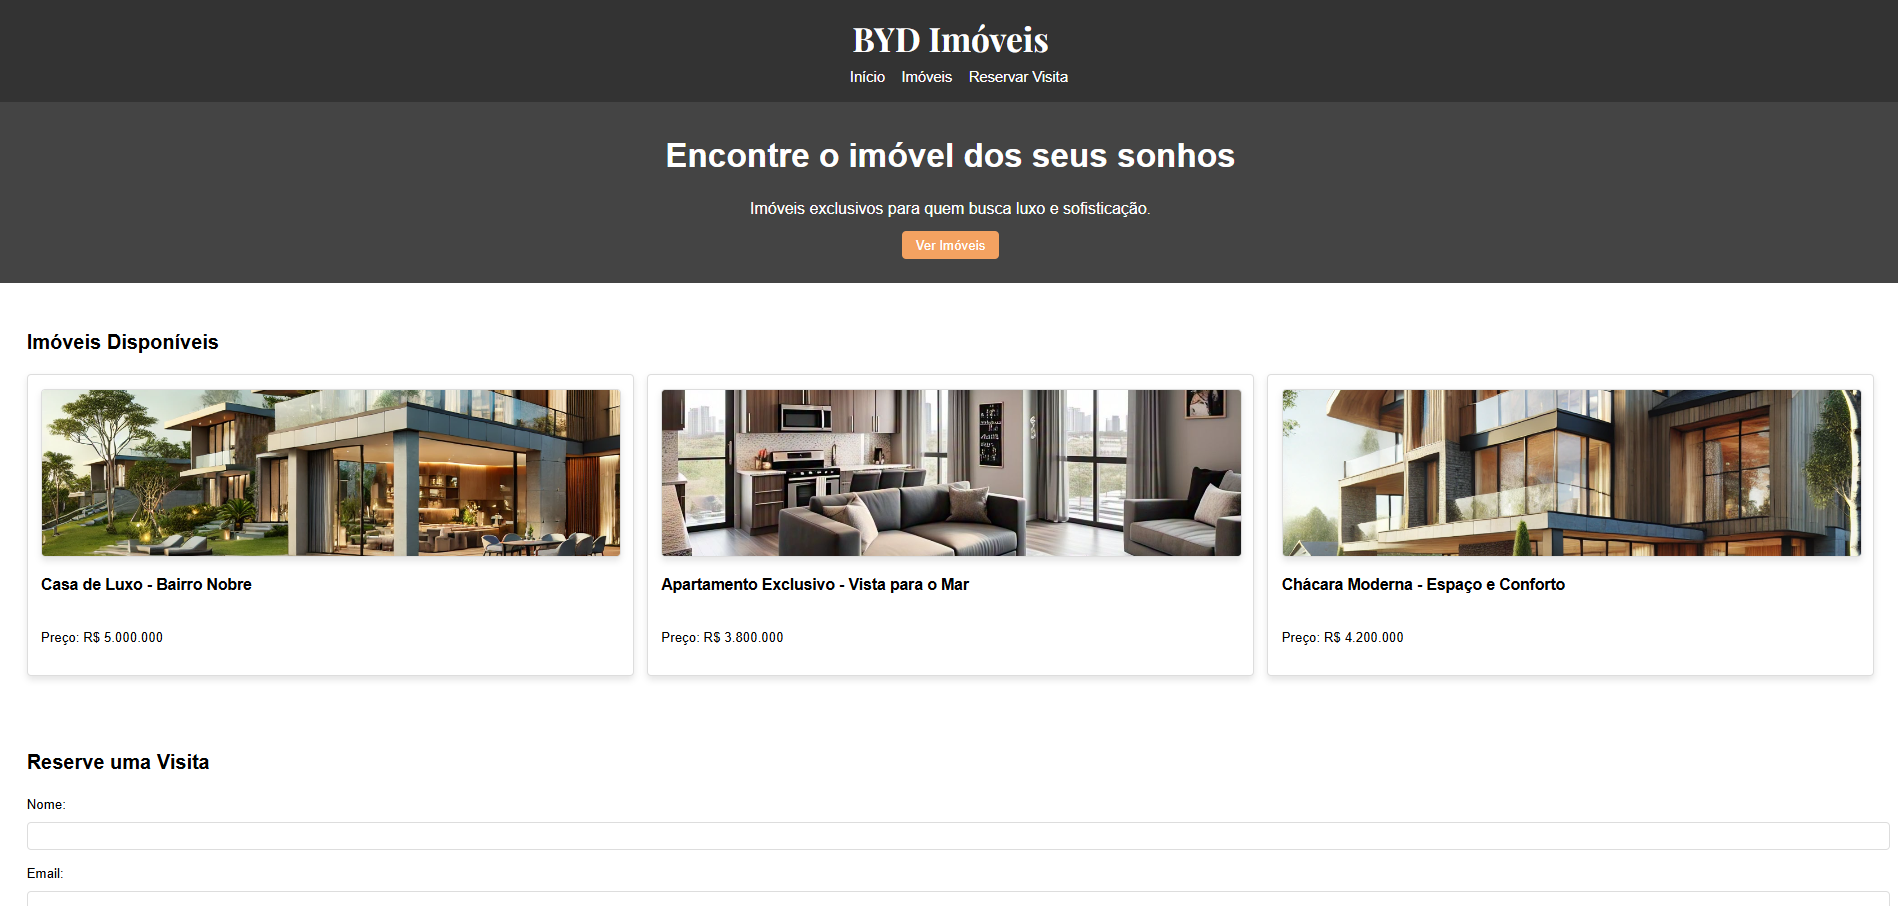 BYD Imóveis
Início Imóveis Reservar Visita
Encontre o imóvel dos seus sonhos
Imóveis exclusivos para quem busca luxo e sofisticação.
Ver Imóveis
Imóveis Disponíveis
Casa de Luxo - Bairro Nobre
Preço: R$ 5.000.000
Apartamento Exclusivo - Vista para o Mar
Preço: R$ 3.800.000
Chácara Moderna - Espaço e Conforto
Preço: R$ 4.200.000
Reserve uma Visita
Nome:
Email: